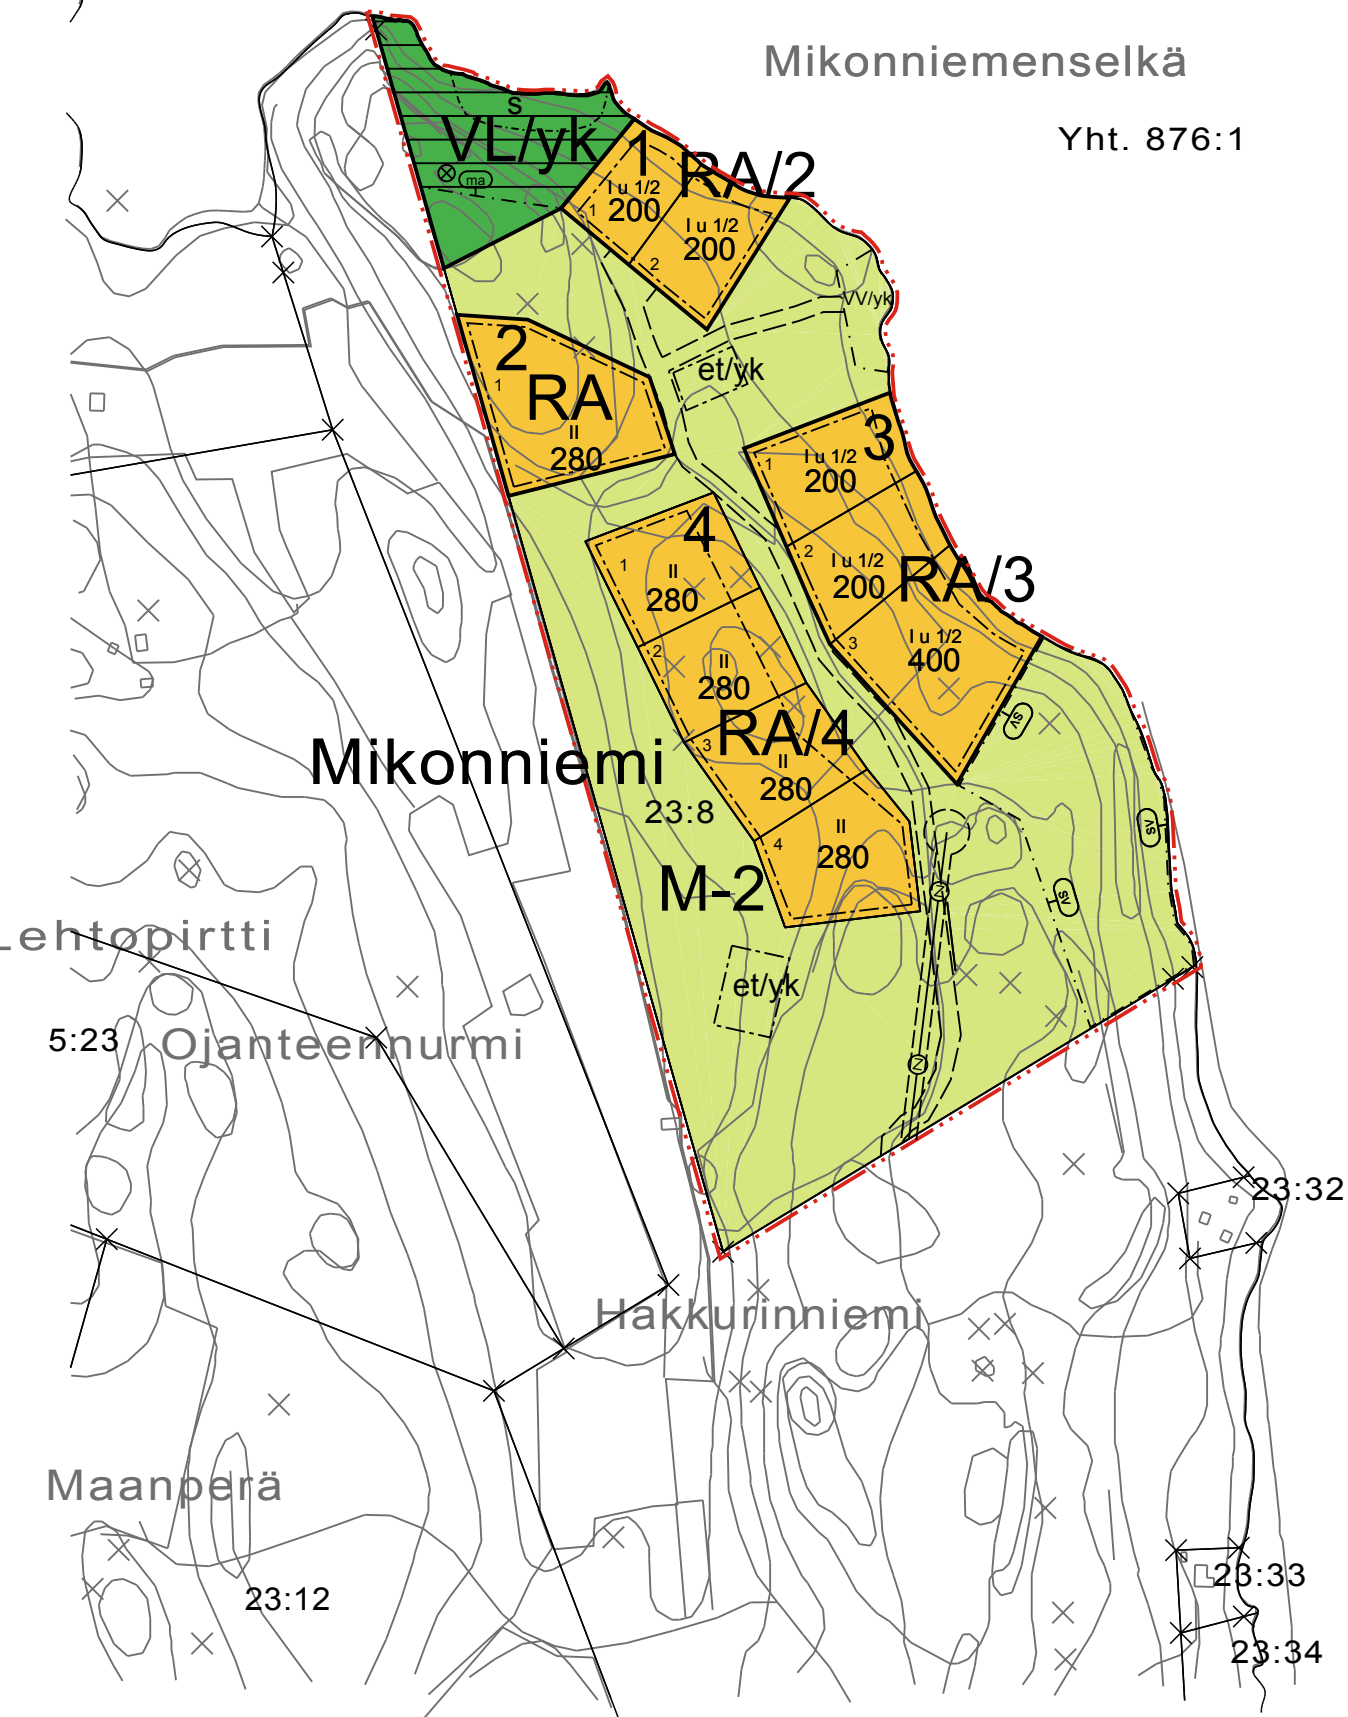 Mikonniemenselkä
Yht. 876:1
s
VL/yk
ma
1
RA/2
I u 1/2
200
1
I u 1/2
200
2
VV/yk
et/yk
2
1
RA
II
280
3
1
I u 1/2
200
2
I u 1/2
200
RA/3
3
I u 1/2
400
4
1
II
280
2
II
280
RA/4
3
II
280
4
II
280
sv
sv
sv
Mikonniemi
23:8
M-2
Z
et/yk
Z
Lehtopirtti
5:23
Ojanteennurmi
23:32
Hakkurinniemi
Maanperä
23:12
23:33
23:34